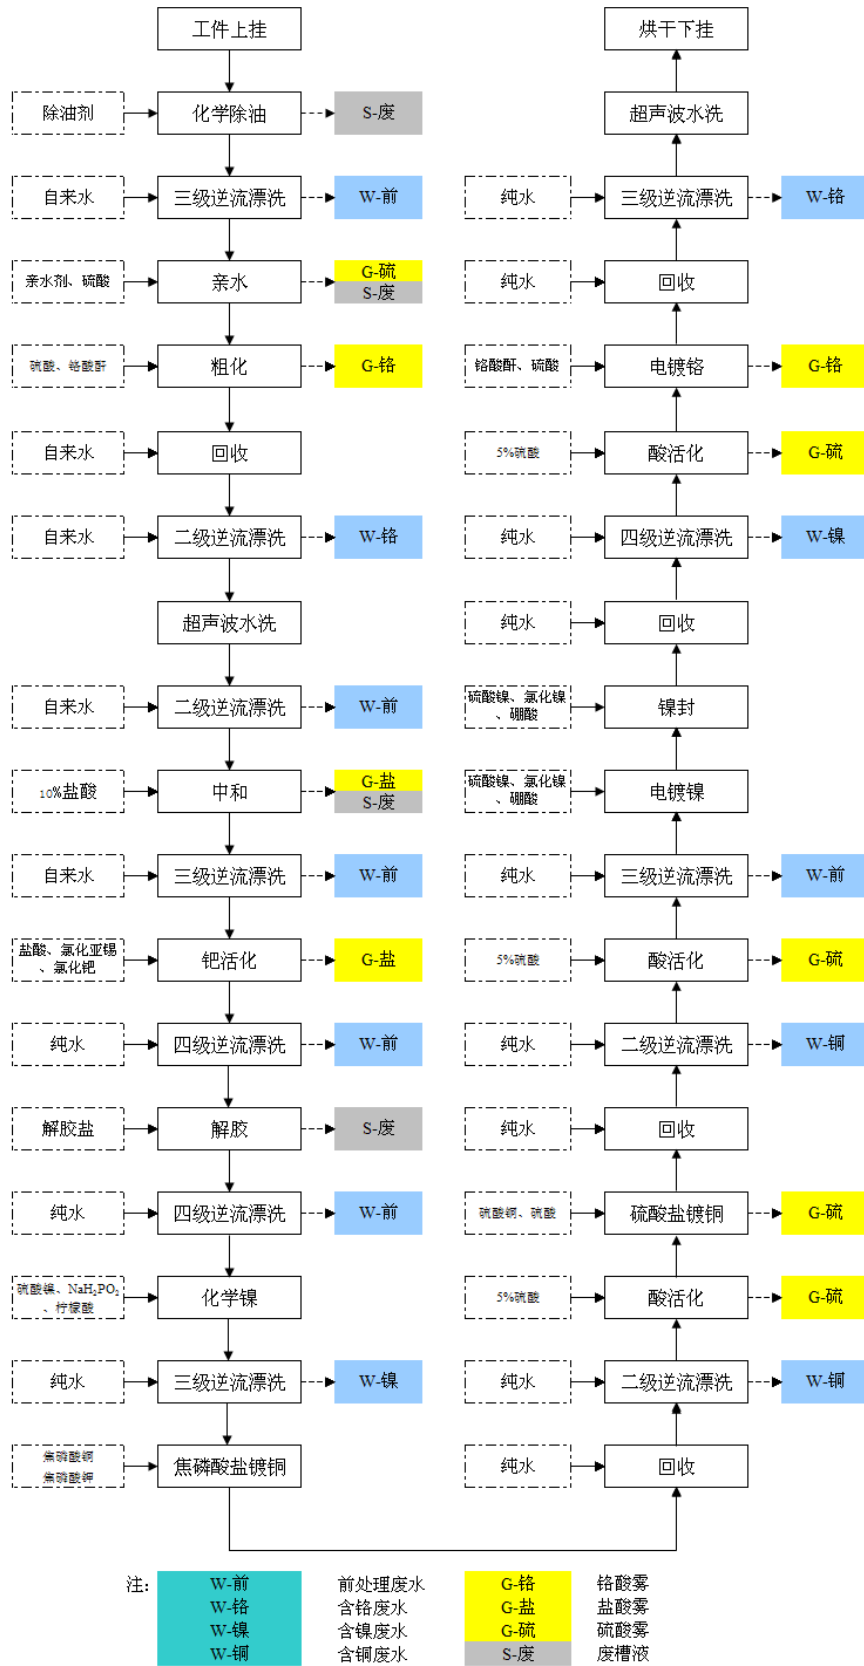 工件上挂
除油剂
化学除油
S-废
自来水
三级逆流漂洗
W-前
亲水剂、硫酸
亲水
G-硫
S-废
硫酸、铬酸酐
粗化
G-铬
自来水
回收
自来水
二级逆流漂洗
W-铬
超声波水洗
自来水
二级逆流漂洗
W-前
10%盐酸
中和
G-盐
S-废
自来水
三级逆流漂洗
W-前
盐酸、氯化亚锡
、氯化钯
钯活化
G-盐
纯水
四级逆流漂洗
W-前
解胶盐
解胶
S-废
纯水
四级逆流漂洗
W-前
硫酸镍、NaH₂PO₂
、柠檬酸
化学镍
纯水
三级逆流漂洗
W-镍
焦磷酸铜
焦磷酸钾
焦磷酸盐镀铜
烘干下挂
超声波水洗
纯水
三级逆流漂洗
W-铬
纯水
回收
铬酸酐、硫酸
电镀铬
G-铬
5%硫酸
酸活化
G-硫
纯水
四级逆流漂洗
W-镍
纯水
回收
硫酸镍、氯化镍
、硼酸
镍封
硫酸镍、氯化镍
、硼酸
电镀镍
纯水
三级逆流漂洗
W-前
5%硫酸
酸活化
G-硫
纯水
二级逆流漂洗
W-铜
纯水
回收
硫酸铜、硫酸
硫酸盐镀铜
G-硫
5%硫酸
酸活化
G-硫
纯水
二级逆流漂洗
W-铜
纯水
回收
注：
W-前 前处理废水 G-铬 铬酸雾
W-铬 含铬废水 G-盐 盐酸雾
W-镍 含镍废水 G-硫 硫酸雾
W-铜 含铜废水 S-废 废槽液